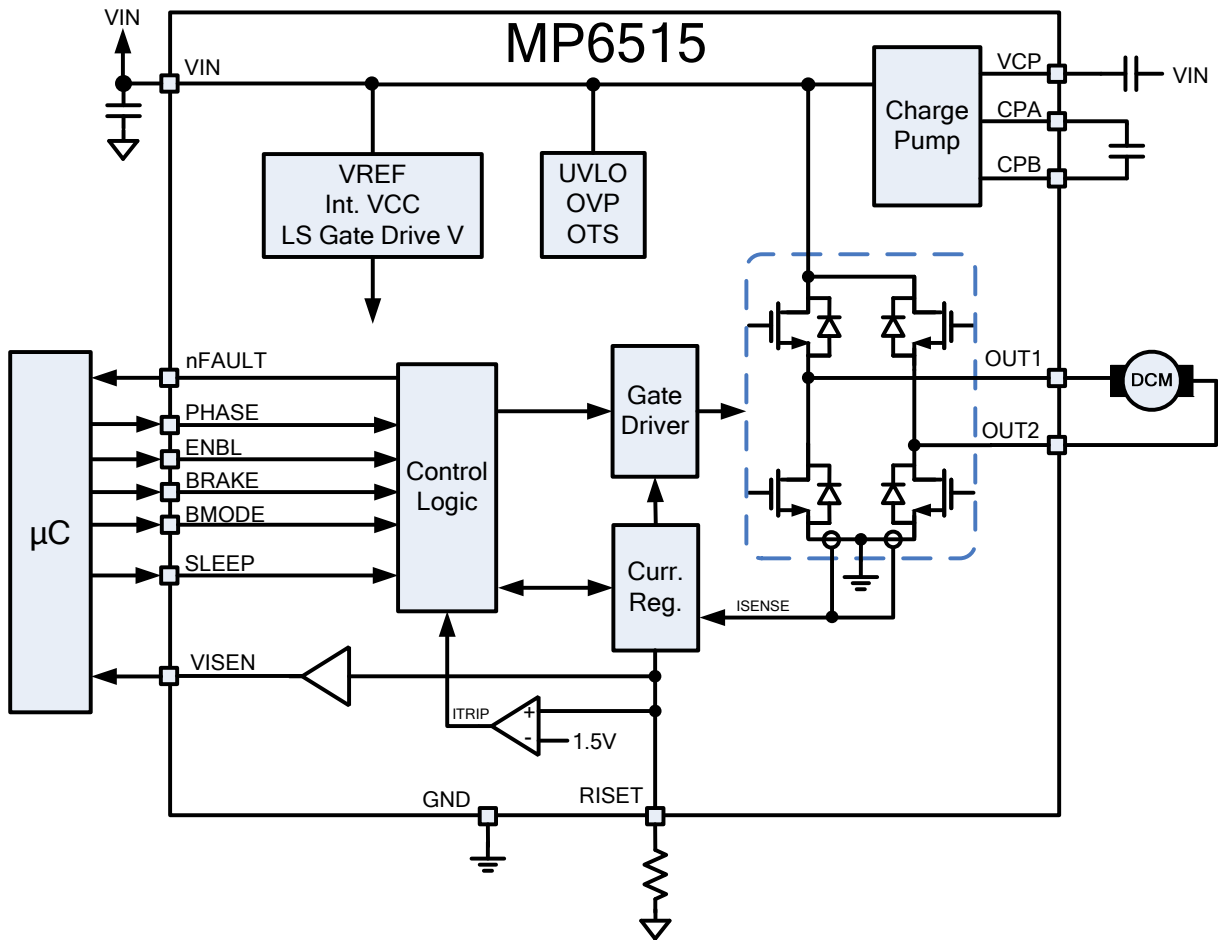 VIN
MP6515
VIN
VCP
VIN
CPA
CPB
Charge
Pump
VREF
Int. VCC
LS Gate Drive V
UVLO
OVP
OTS
nFAULT
PHASE
ENBL
BRAKE
BMODE
SLEEP
VISEN
µC
Control
Logic
Gate
Driver
Curr.
Reg.
OUT1
DCM
OUT2
ISENSE
ITRIP
+
-
1.5V
GND
RISET